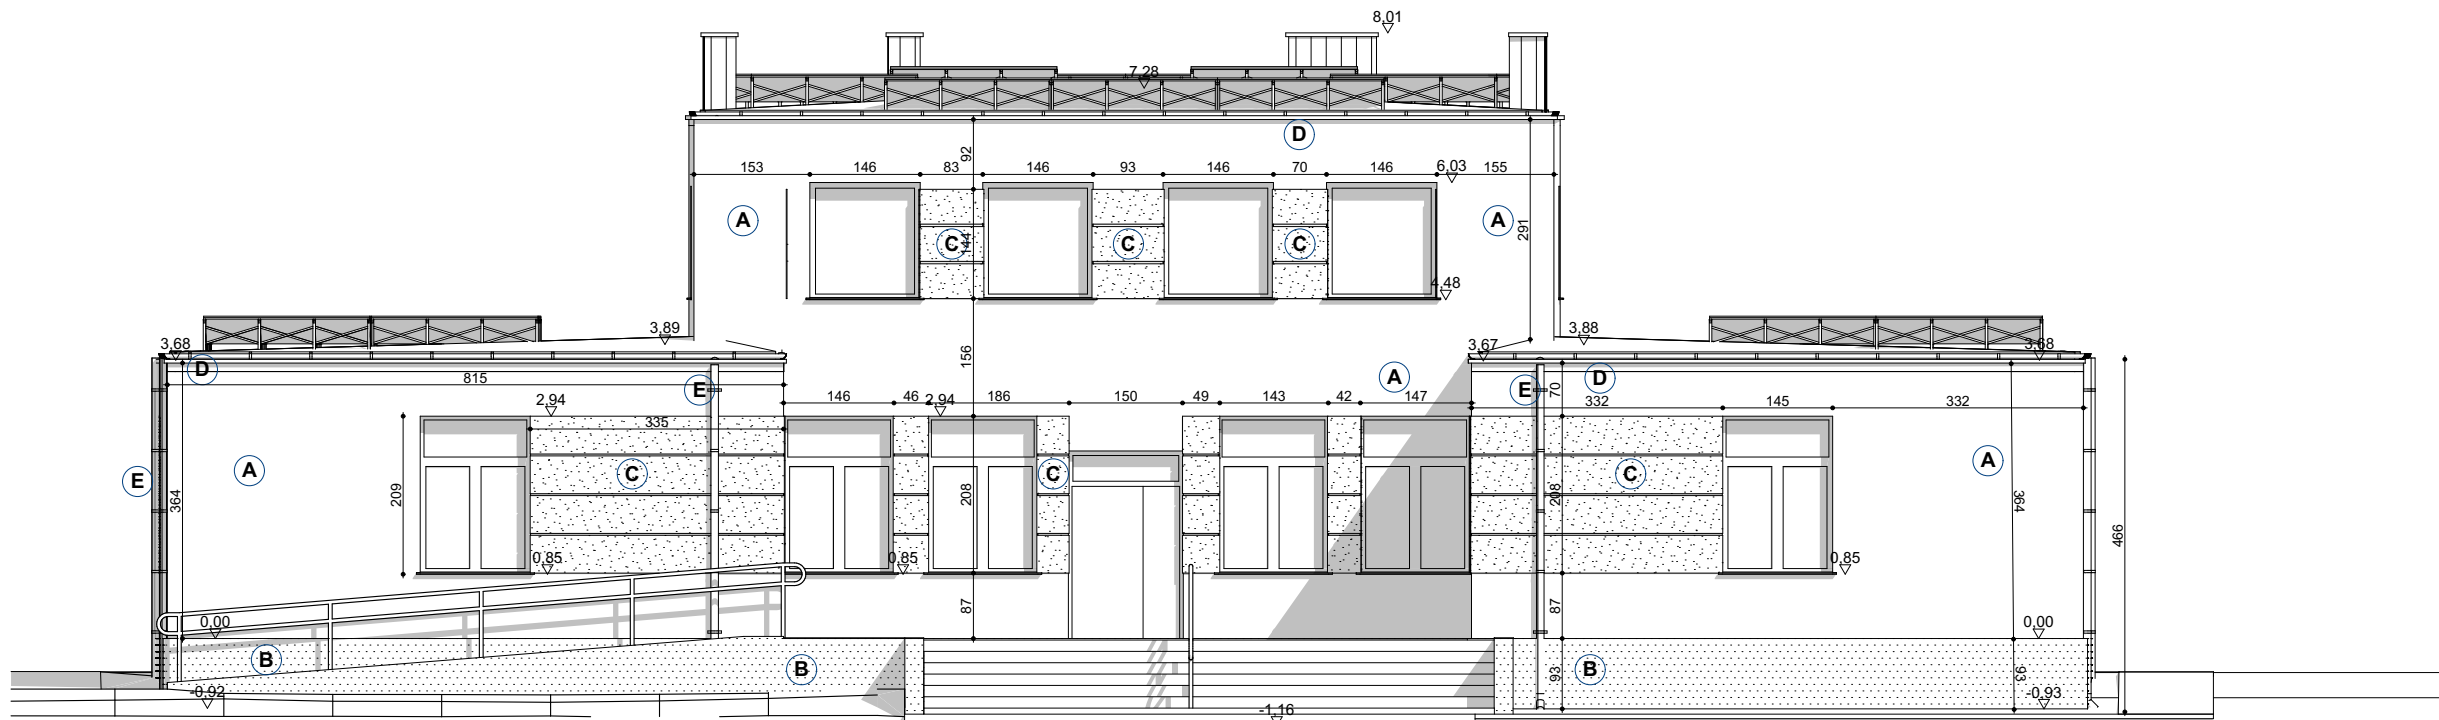 8,01
7,28
D
92
153 146 83 146 93 146 70 146 6,03 155
A C 144 C C A 291
4,48
3,68 3,89 156 3,67 3,88 3,68
D 815 E A E 70 D
2,94 146 46 2,94 186 150 49 143 42 147 332 145 332
335
E A 209 C C C A
364 208 208 364 466
0,85 0,85 0,85
87 87
0,00 0,00
B B B
93 93
-0,92 -0,93
-1,16